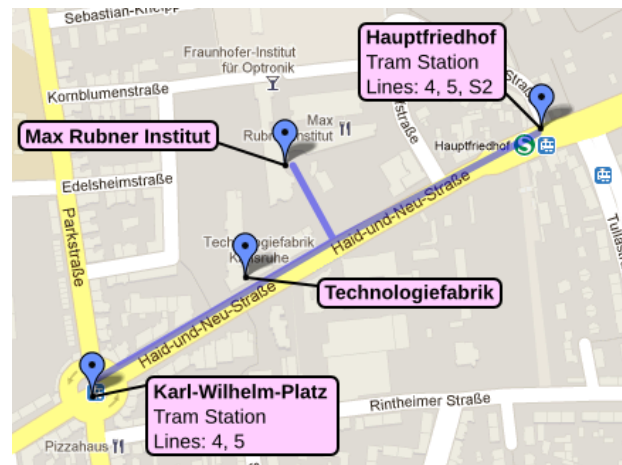 Sebastian-Kneipp
Fraunhofer-Institut
für Optronik
Hauptfriedhof
Tram Station
Lines: 4, 5, S2
Kornblumenstraße
Max
Rubner Institut
Max Rubner Institut
Hauptfriedhof
S
Edelsheimstraße
Haid-und-Neu-Straße
Parkstraße
Tullastraße
Technologiefabrik
Karlsruhe
Technologiefabrik
Haid-und-Neu-Straße
Karl-Wilhelm-Platz
Tram Station
Lines: 4, 5
Rintheimer Straße
Pizzahaus